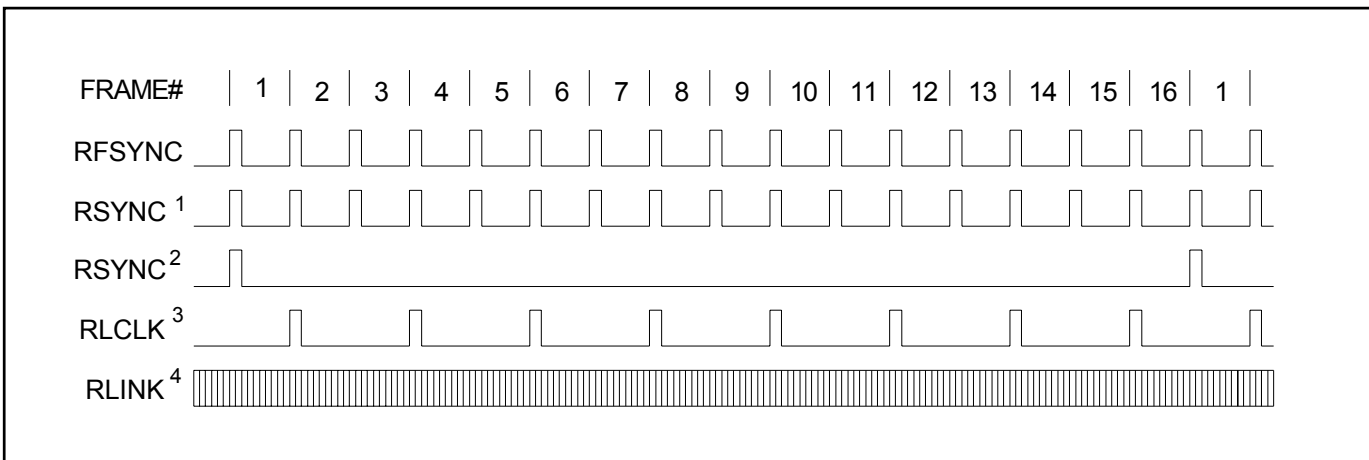 FRAME# 1 2 3 4 5 6 7 8 9 10 11 12 13 14 15 16 1
RFSYNC
RSYNC 1
RSYNC 2
RLCLK 3
RLINK 4